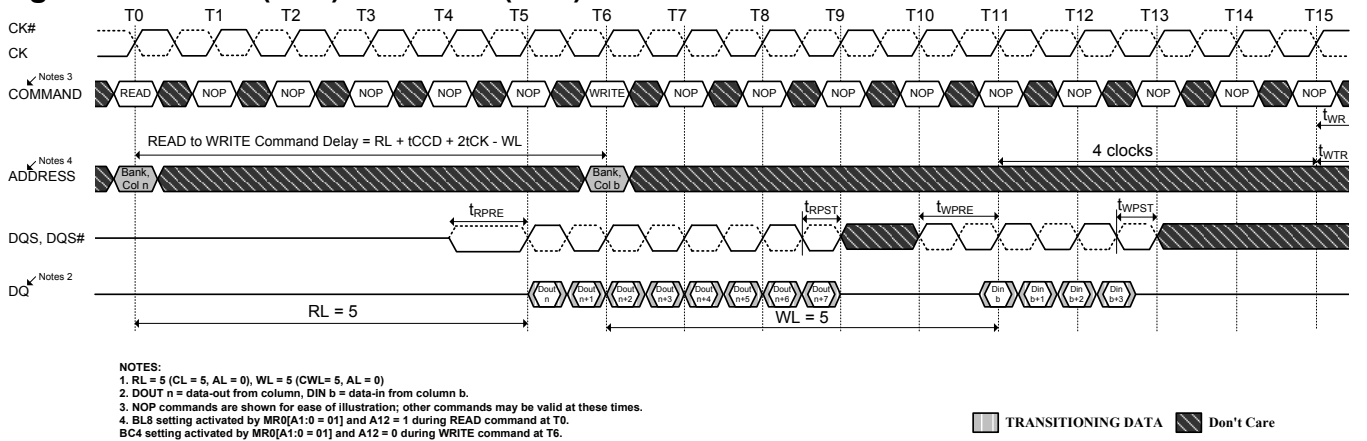 T0 T1 T2 T3 T4 T5 T6 T7 T8 T9 T10 T11 T12 T13 T14 T15
CK#
CK
Notes 3
COMMAND
READ NOP NOP NOP NOP NOP WRITE NOP NOP NOP NOP NOP NOP NOP NOP NOP
tWR
READ to WRITE Command Delay = RL + tCCD + 2tCK - WL
4 clocks
tWTR
Notes 4
ADDRESS
Bank, Bank,
Col n Col b
tRPRE tRPST tWPRE tWPST
DQS, DQS#
Notes 2
DQ
Dout Dout Dout Dout Dout Dout Dout Dout Din Din Din Din
n n+1 n+2 n+3 n+4 n+5 n+6 n+7 b b+1 b+2 b+3
RL = 5 WL = 5
NOTES:
1. RL = 5 (CL = 5, AL = 0), WL = 5 (CWL= 5, AL = 0)
2. DOUT n = data-out from column, DIN b = data-in from column b.
3. NOP commands are shown for ease of illustration; other commands may be valid at these times.
4. BL8 setting activated by MR0[A1:0 = 01] and A12 = 1 during READ command at T0.
BC4 setting activated by MR0[A1:0 = 01] and A12 = 0 during WRITE command at T6.
TRANSITIONING DATA Don't Care